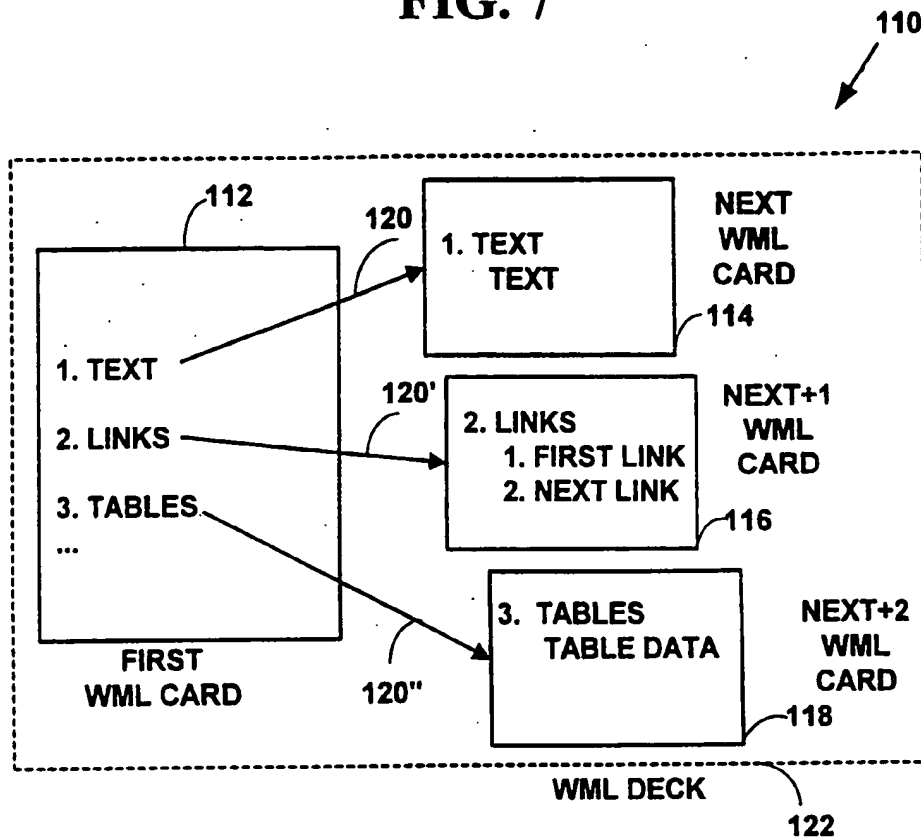 FIG. 7
110
112
120
1. TEXT
TEXT
NEXT
WML
CARD
114
1. TEXT
2. LINKS
3. TABLES
...
120'
2. LINKS
1. FIRST LINK
2. NEXT LINK
NEXT+1
WML
CARD
116
120"
3. TABLES
TABLE DATA
NEXT+2
WML
CARD
118
FIRST
WML CARD
WML DECK
122